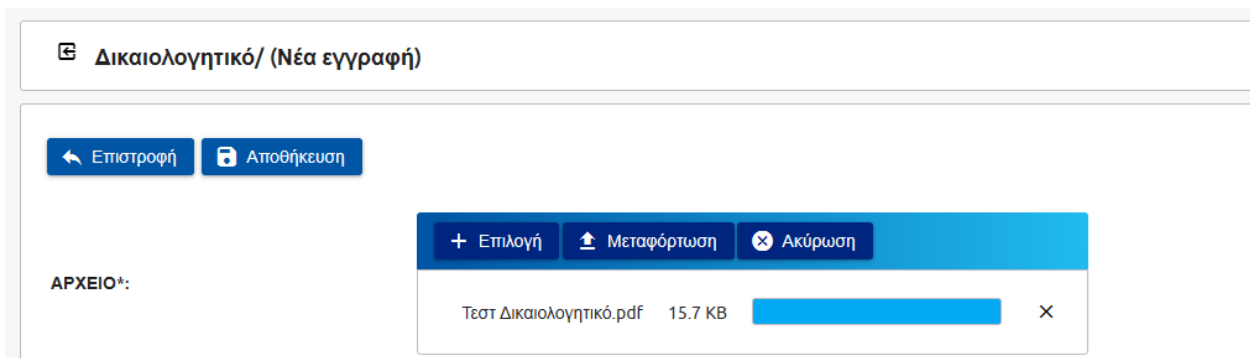 Δικαιολογητικό/ (Νέα εγγραφή)
Επιστροφή Αποθήκευση
Επιλογή Μεταφόρτωση Ακύρωση
ΑΡΧΕΙΟ*:
Τεστ Δικαιολογητικό.pdf 15.7 KB